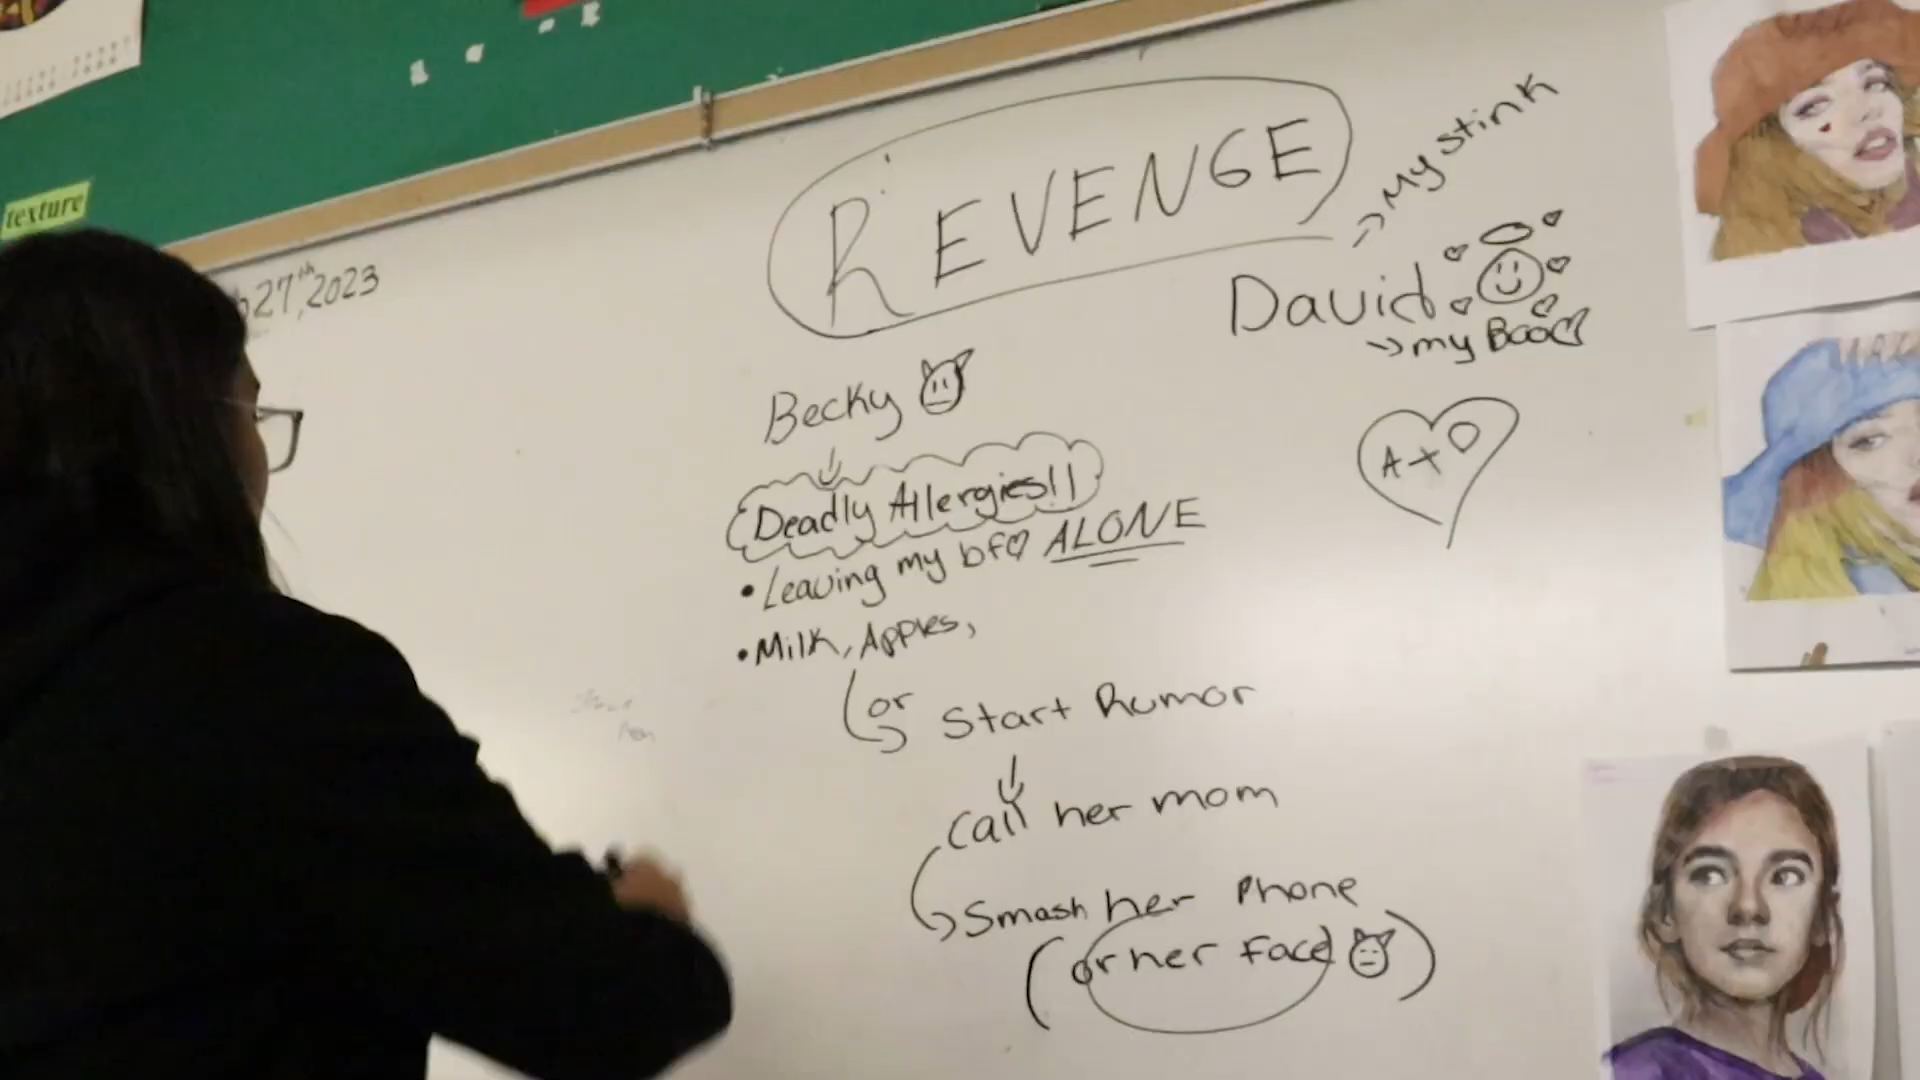 texture
27th, 2023
REVENGE
My stink
David
my Boo
Becky
A+D
Deadly Allergies!!
• Leaving my bf ALONE
• Milk, Apples,
or
Start Rumor
Call her mom
Smash her Phone
(or her Face)